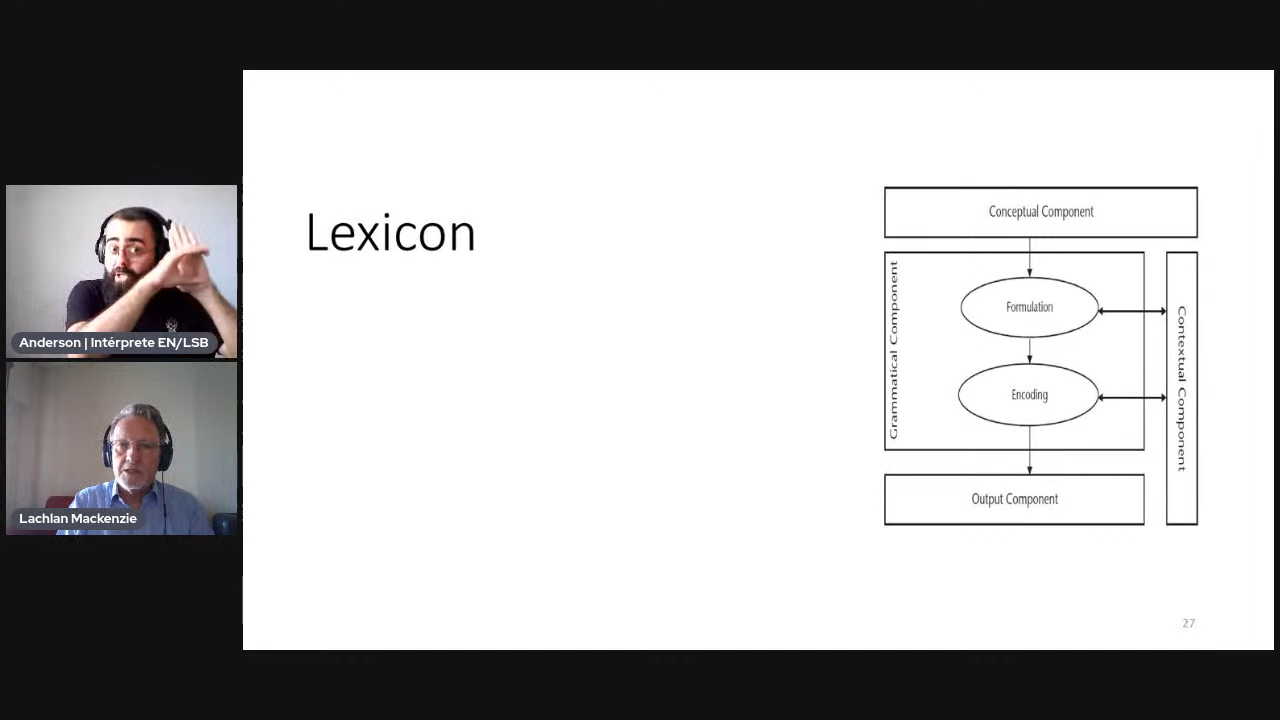 Lexicon
Conceptual Component
Grammatical Component
Formulation
Encoding
Contextual Component
Output Component
27
Anderson | Intérprete EN/LSB
Lachlan Mackenzie